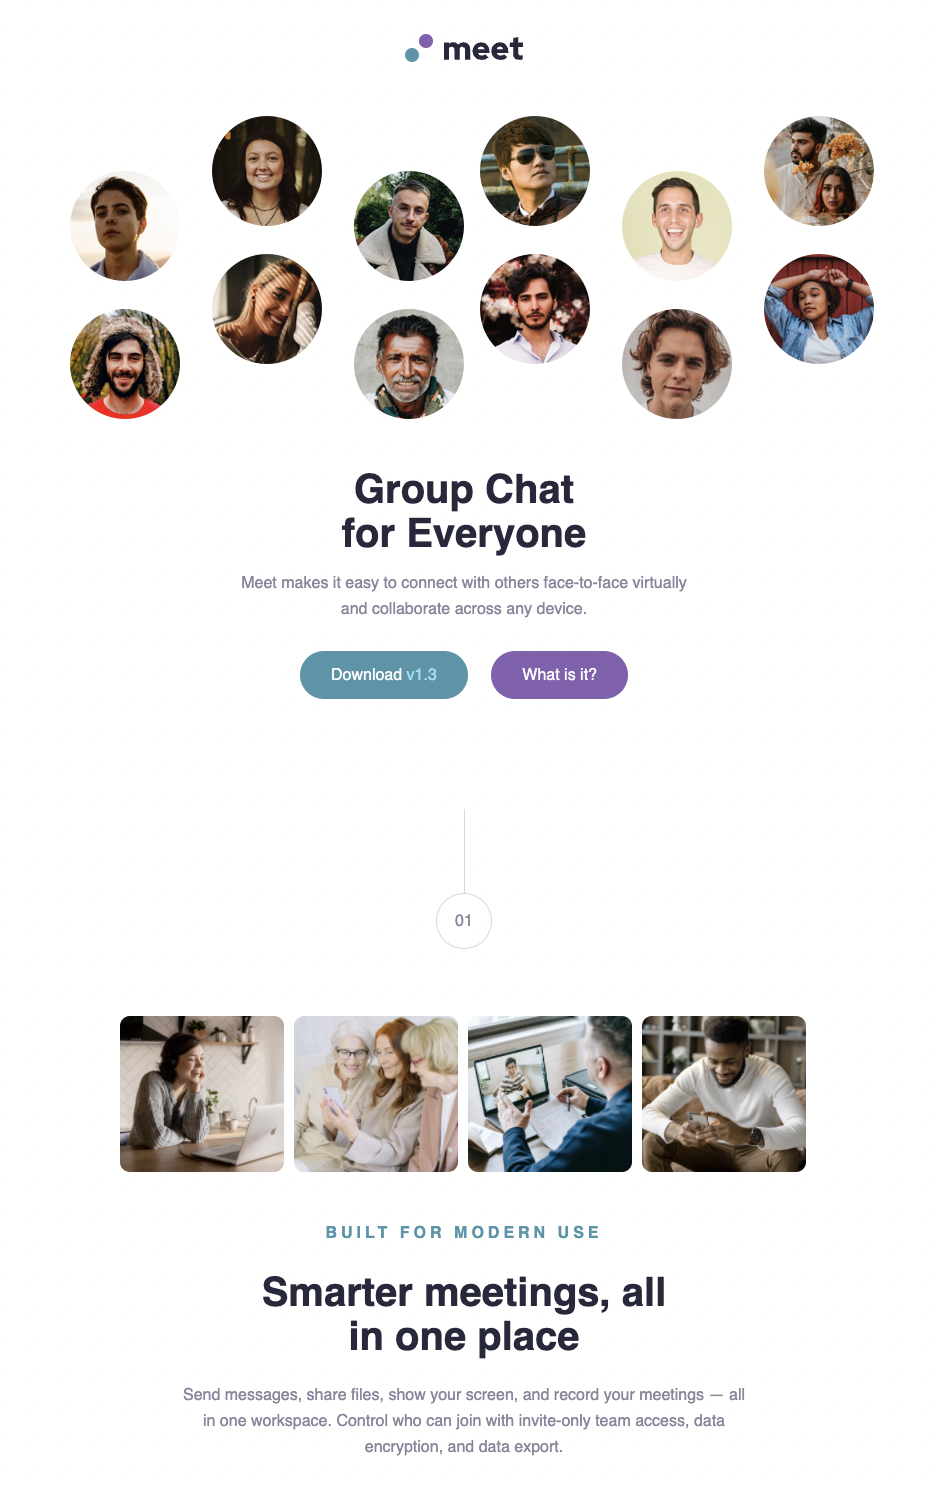 meet
Group Chat
for Everyone
Meet makes it easy to connect with others face-to-face virtually
and collaborate across any device.
Download v1.3
What is it?
01
BUILT FOR MODERN USE
Smarter meetings, all
in one place
Send messages, share files, show your screen, and record your meetings — all
in one workspace. Control who can join with invite-only team access, data
encryption, and data export.